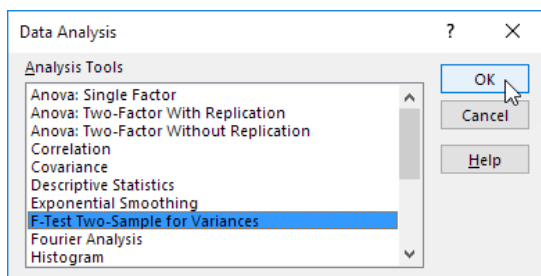 Data Analysis ? X
Analysis Tools
Anova: Single Factor
Anova: Two-Factor With Replication
Anova: Two-Factor Without Replication
Correlation
Covariance
Descriptive Statistics
Exponential Smoothing
F-Test Two-Sample for Variances
Fourier Analysis
Histogram
OK
Cancel
Help